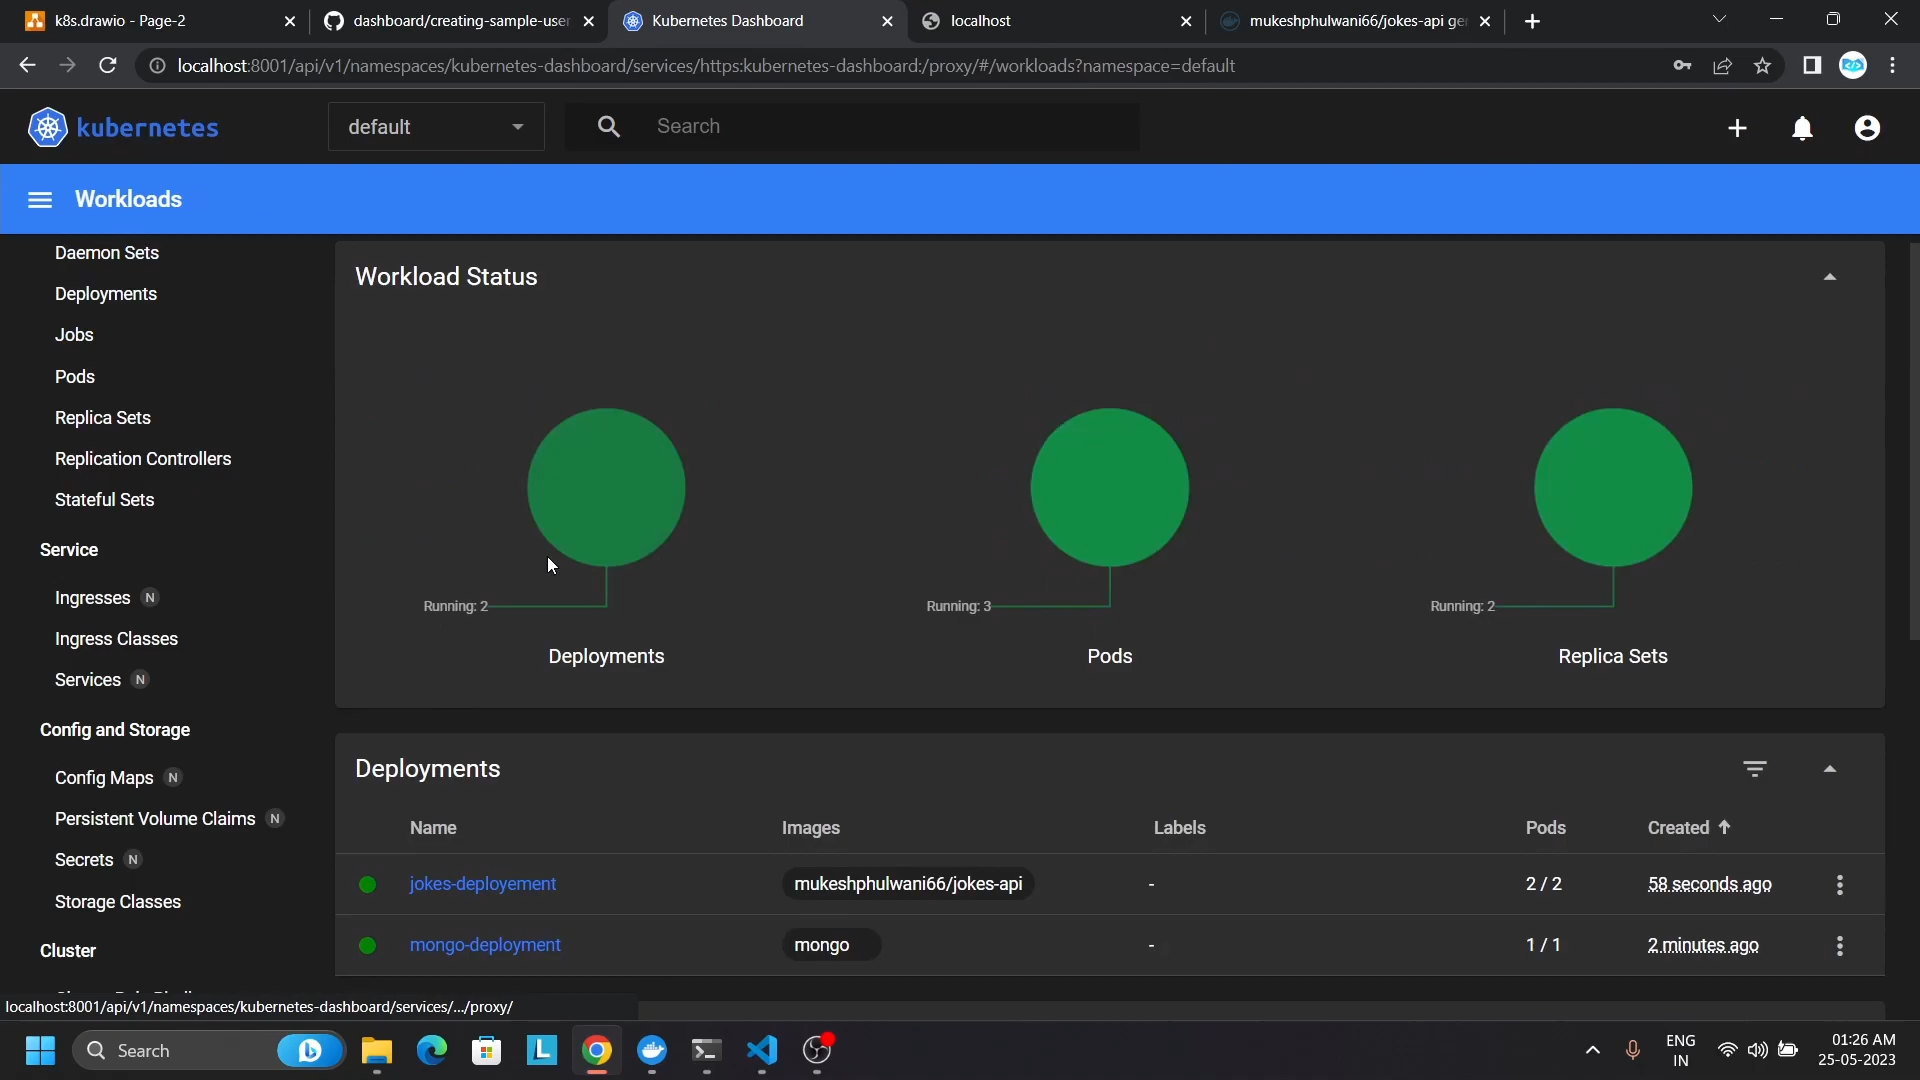 k8s.drawio - Page-2
dashboard/creating-sample-user
Kubernetes Dashboard
localhost
mukeshphulwani66/jokes-api ger
localhost:8001/api/v1/namespaces/kubernetes-dashboard/services/https:kubernetes-dashboard:/proxy/#/workloads?namespace=default
kubernetes
default
Search
Workloads
Daemon Sets
Deployments
Jobs
Pods
Replica Sets
Replication Controllers
Stateful Sets
Service
Ingresses N
Ingress Classes
Services N
Config and Storage
Config Maps N
Persistent Volume Claims N
Secrets N
Storage Classes
Cluster
Workload Status
Running: 2
Running: 3
Running: 2
Deployments
Pods
Replica Sets
Deployments
Name
Images
Labels
Pods
Created
jokes-deployement
mukeshphulwani66/jokes-api
-
2 / 2
58 seconds ago
mongo-deployment
mongo
-
1 / 1
2 minutes ago
localhost:8001/api/v1/namespaces/kubernetes-dashboard/services/.../proxy/
Search
ENG
IN
01:26 AM
25-05-2023